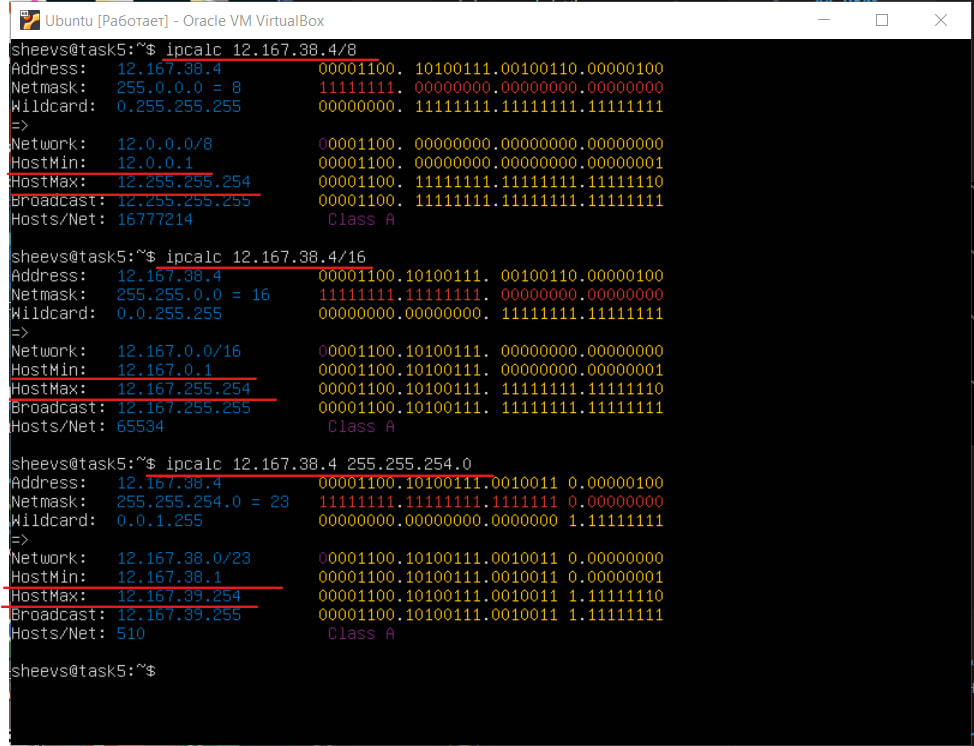 Ubuntu [Работает] - Oracle VM VirtualBox
sheevs@task5:~$ ipcalc 12.167.38.4/8
Address: 12.167.38.4 00001100. 10100111.00100110.00000100
Netmask: 255.0.0.0 = 8 11111111. 00000000.00000000.00000000
Wildcard: 0.255.255.255 00000000. 11111111.11111111.11111111
=>
Network: 12.0.0.0/8 00001100. 00000000.00000000.00000000
HostMin: 12.0.0.1 00001100. 00000000.00000000.00000001
HostMax: 12.255.255.254 00001100. 11111111.11111111.11111110
Broadcast: 12.255.255.255 00001100. 11111111.11111111.11111111
Hosts/Net: 16777214 Class A
sheevs@task5:~$ ipcalc 12.167.38.4/16
Address: 12.167.38.4 00001100.10100111. 00100110.00000100
Netmask: 255.255.0.0 = 16 11111111.11111111. 00000000.00000000
Wildcard: 0.0.255.255 00000000.00000000. 11111111.11111111
=>
Network: 12.167.0.0/16 00001100.10100111. 00000000.00000000
HostMin: 12.167.0.1 00001100.10100111. 00000000.00000001
HostMax: 12.167.255.254 00001100.10100111. 11111111.11111110
Broadcast: 12.167.255.255 00001100.10100111. 11111111.11111111
Hosts/Net: 65534 Class A
sheevs@task5:~$ ipcalc 12.167.38.4 255.255.254.0
Address: 12.167.38.4 00001100.10100111.0010011 0.00000100
Netmask: 255.255.254.0 = 23 11111111.11111111.1111111 0.00000000
Wildcard: 0.0.1.255 00000000.00000000.0000000 1.11111111
=>
Network: 12.167.38.0/23 00001100.10100111.0010011 0.00000000
HostMin: 12.167.38.1 00001100.10100111.0010011 0.00000001
HostMax: 12.167.39.254 00001100.10100111.0010011 1.11111110
Broadcast: 12.167.39.255 00001100.10100111.0010011 1.11111111
Hosts/Net: 510 Class A
sheevs@task5:~$